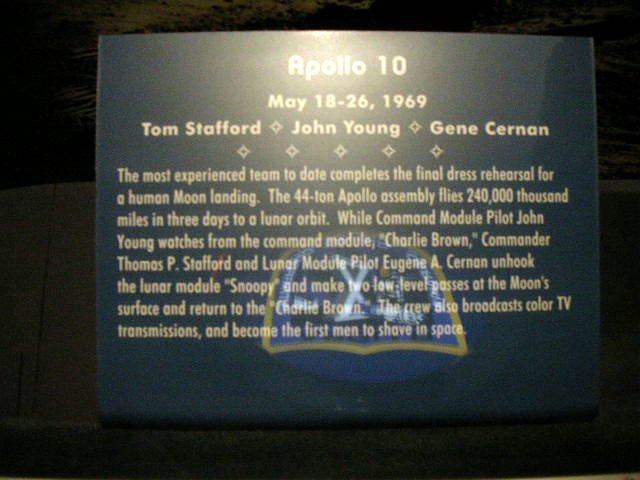 Apollo 10
May 18-26, 1969
Tom Stafford ✧ John Young ✧ Gene Cernan
The most experienced team to date completes the final dress rehearsal for
a human Moon landing. The 44-ton Apollo assembly flies 240,000 thousand
miles in three days to a lunar orbit. While Command Module Pilot John
Young watches from the command module, "Charlie Brown," Commander
Thomas P. Stafford and Lunar Module Pilot Eugene A. Cernan unhook
the lunar module "Snoopy" and make two low-level passes at the Moon's
surface and return to the "Charlie Brown." The crew also broadcasts color TV
transmissions, and become the first men to shave in space.